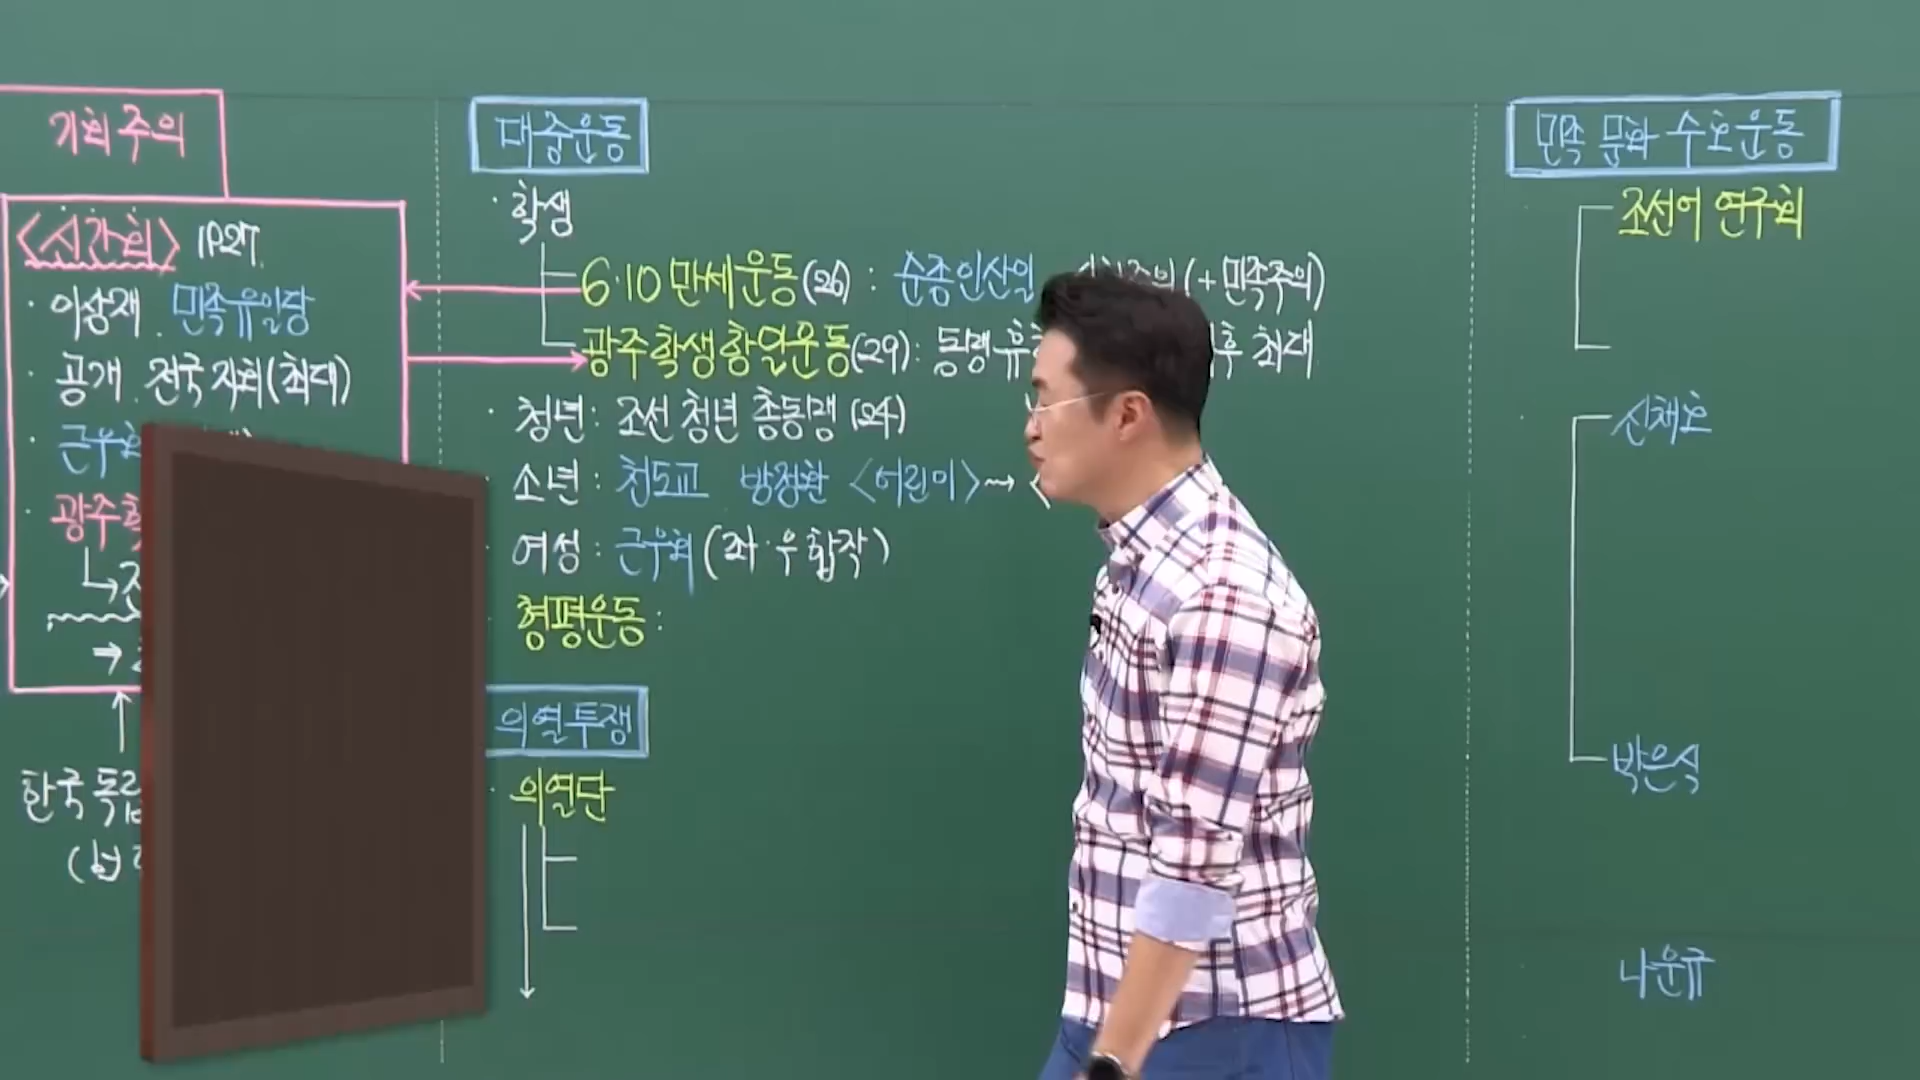 기회주의
<신간회> 1927.
· 이상재 . 민족유일당
· 공개 . 전국 지회(최대)
· 근우회
· 광주학
한국독립
대중운동
· 학생
6·10 만세운동(26) : 순종인산일 (+민족주의)
광주학생항일운동(29) : 동맹휴 후 최대
· 청년 : 조선 청년 총동맹 (24)
소년 : 천도교 방정환 <어린이> → <
여성 : 근우회 (좌·우 합작)
형평운동 :
의열투쟁
· 의열단
민족 문화 수호운동
조선어 연구회
신채호
박은식
나운규